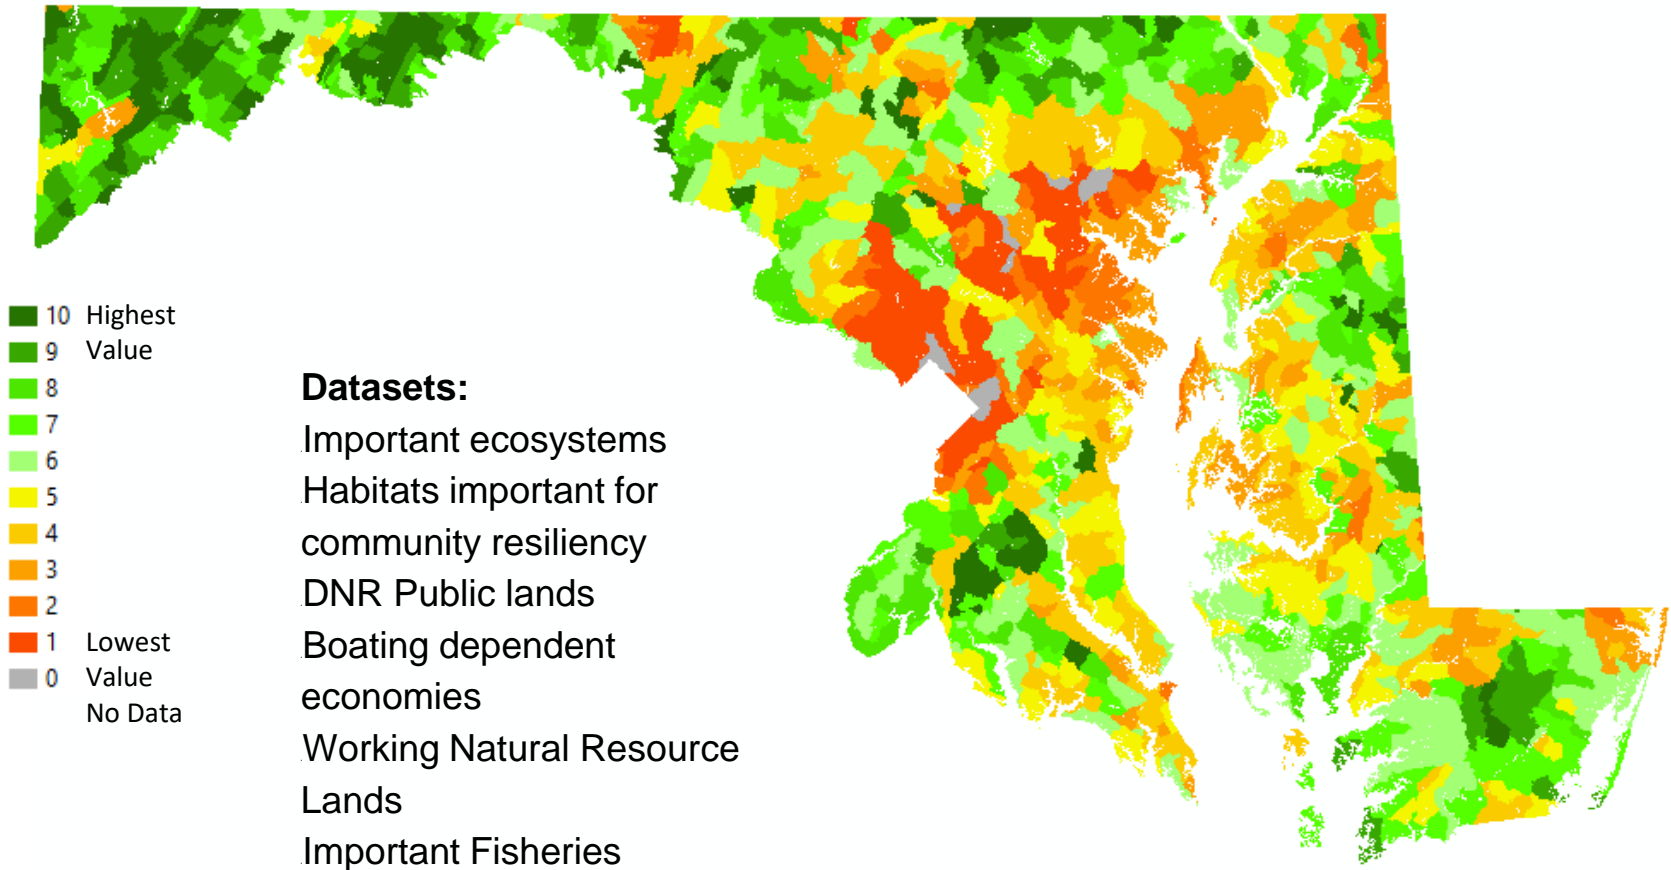 10 Highest
9 Value
8
7
6
5
4
3
2
1 Lowest
0 Value
No Data
Datasets:
Important ecosystems
Habitats important for
community resiliency
DNR Public lands
Boating dependent
economies
Working Natural Resource
Lands
Important Fisheries